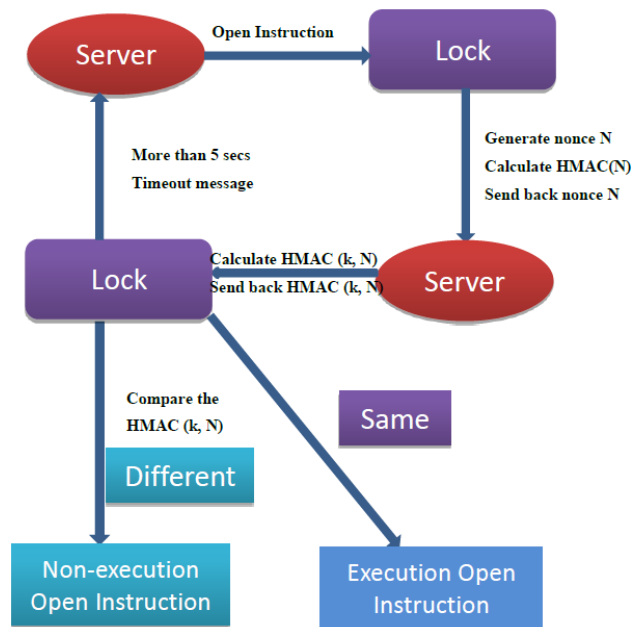 Server
Open Instruction
Lock
Generate nonce N
Calculate HMAC(N)
Send back nonce N
More than 5 secs
Timeout message
Lock
Calculate HMAC (k, N)
Send back HMAC (k, N)
Server
Compare the
HMAC (k, N)
Different
Same
Non-execution
Open Instruction
Execution Open
Instruction